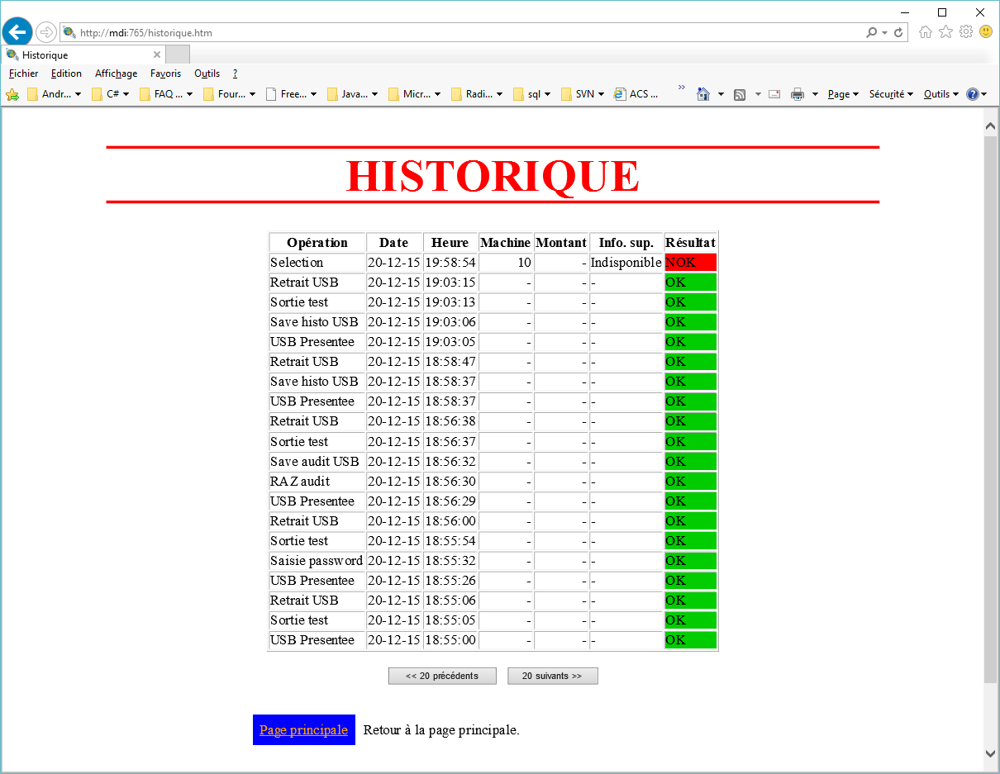 http://mdi:765/historique.htm
Historique
Fichier Edition Affichage Favoris Outils ?
Andr... C# FAQ ... Four... Free... Java... Micr... Radi... sql SVN ACS ... » Page Sécurité Outils
HISTORIQUE
Opération Date Heure Machine Montant Info. sup. Résultat
Selection 20-12-15 19:58:54 10 - Indisponible NOK
Retrait USB 20-12-15 19:03:15 - - - OK
Sortie test 20-12-15 19:03:13 - - - OK
Save histo USB 20-12-15 19:03:06 - - - OK
USB Presentee 20-12-15 19:03:05 - - - OK
Retrait USB 20-12-15 18:58:47 - - - OK
Save histo USB 20-12-15 18:58:37 - - - OK
USB Presentee 20-12-15 18:58:37 - - - OK
Retrait USB 20-12-15 18:56:38 - - - OK
Sortie test 20-12-15 18:56:37 - - - OK
Save audit USB 20-12-15 18:56:32 - - - OK
RAZ audit 20-12-15 18:56:30 - - - OK
USB Presentee 20-12-15 18:56:29 - - - OK
Retrait USB 20-12-15 18:56:00 - - - OK
Sortie test 20-12-15 18:55:54 - - - OK
Saisie password 20-12-15 18:55:32 - - - OK
USB Presentee 20-12-15 18:55:26 - - - OK
Retrait USB 20-12-15 18:55:06 - - - OK
Sortie test 20-12-15 18:55:05 - - - OK
USB Presentee 20-12-15 18:55:00 - - - OK
<< 20 précédents 20 suivants >>
Page principale Retour à la page principale.